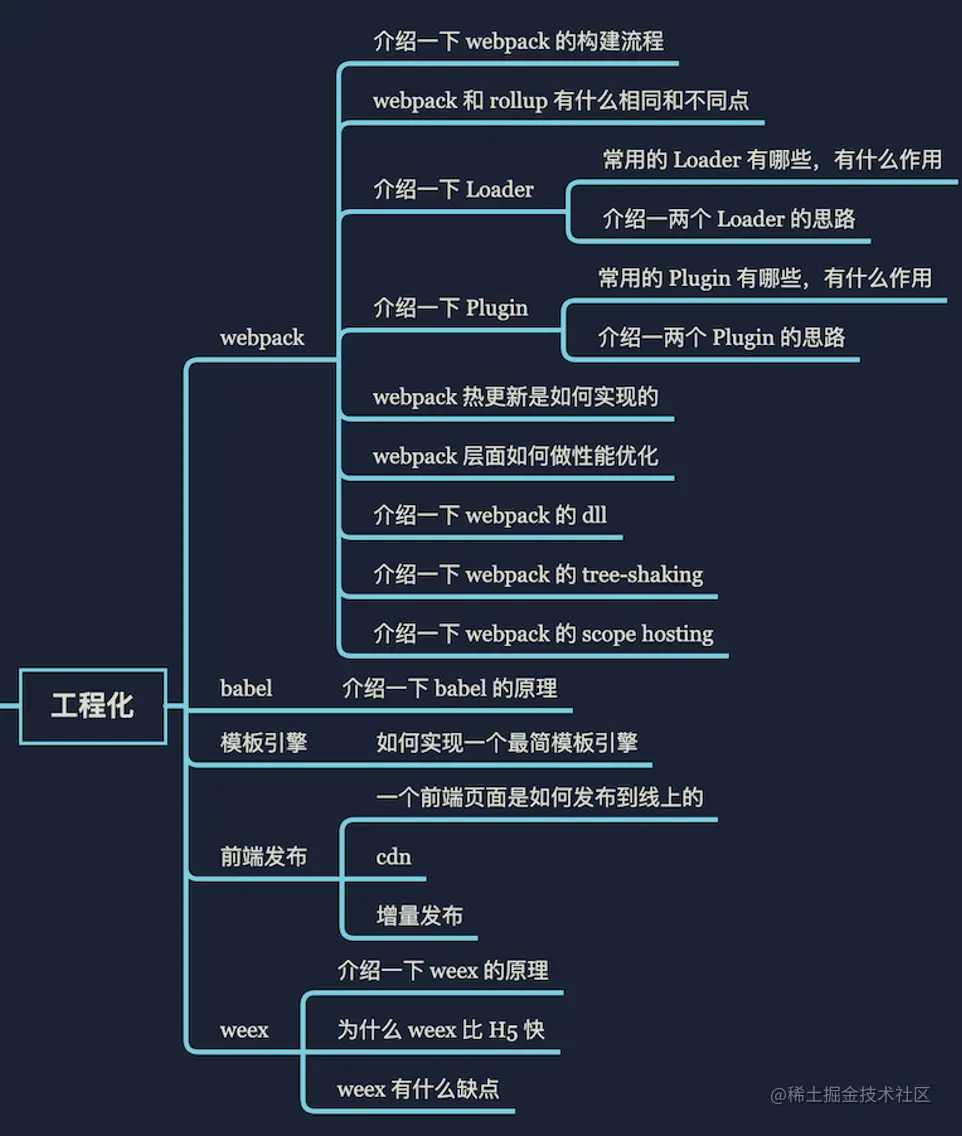 介绍一下 webpack 的构建流程
webpack 和 rollup 有什么相同和不同点
常用的 Loader 有哪些，有什么作用
介绍一下 Loader
介绍一两个 Loader 的思路
常用的 Plugin 有哪些，有什么作用
介绍一下 Plugin
webpack
介绍一两个 Plugin 的思路
webpack 热更新是如何实现的
webpack 层面如何做性能优化
介绍一下 webpack 的 dll
介绍一下 webpack 的 tree-shaking
介绍一下 webpack 的 scope hosting
工程化
babel
介绍一下 babel 的原理
模板引擎
如何实现一个最简模板引擎
一个前端页面是如何发布到线上的
前端发布
cdn
增量发布
介绍一下 weex 的原理
weex
为什么 weex 比 H5 快
weex 有什么缺点
@稀土掘金技术社区